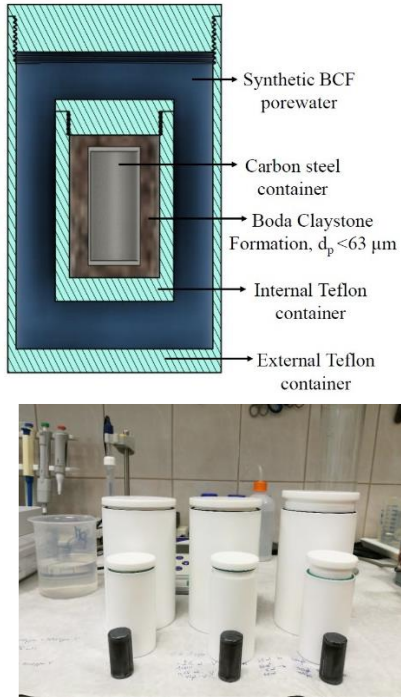 Synthetic BCF
porewater
Carbon steel
container
Boda Claystone
Formation, dₚ <63 μm
Internal Teflon
container
External Teflon
container